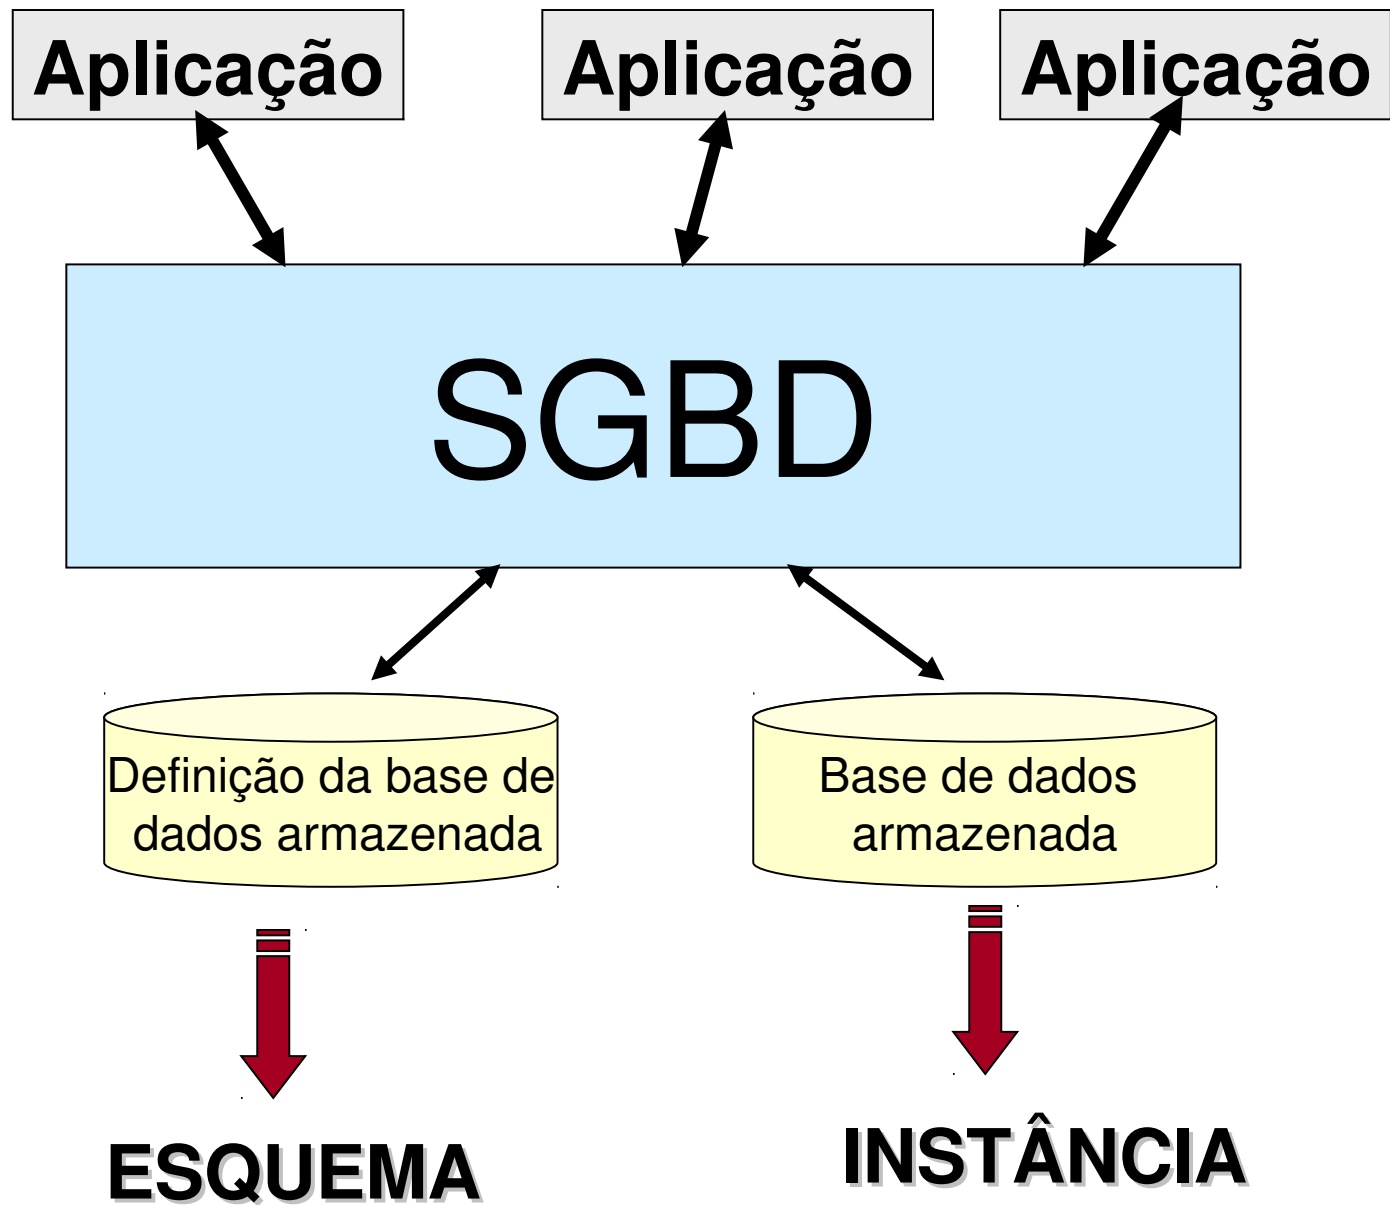 Aplicação
Aplicação
Aplicação
SGBD
Definição da base de
dados armazenada
Base de dados
armazenada
ESQUEMA
INSTÂNCIA